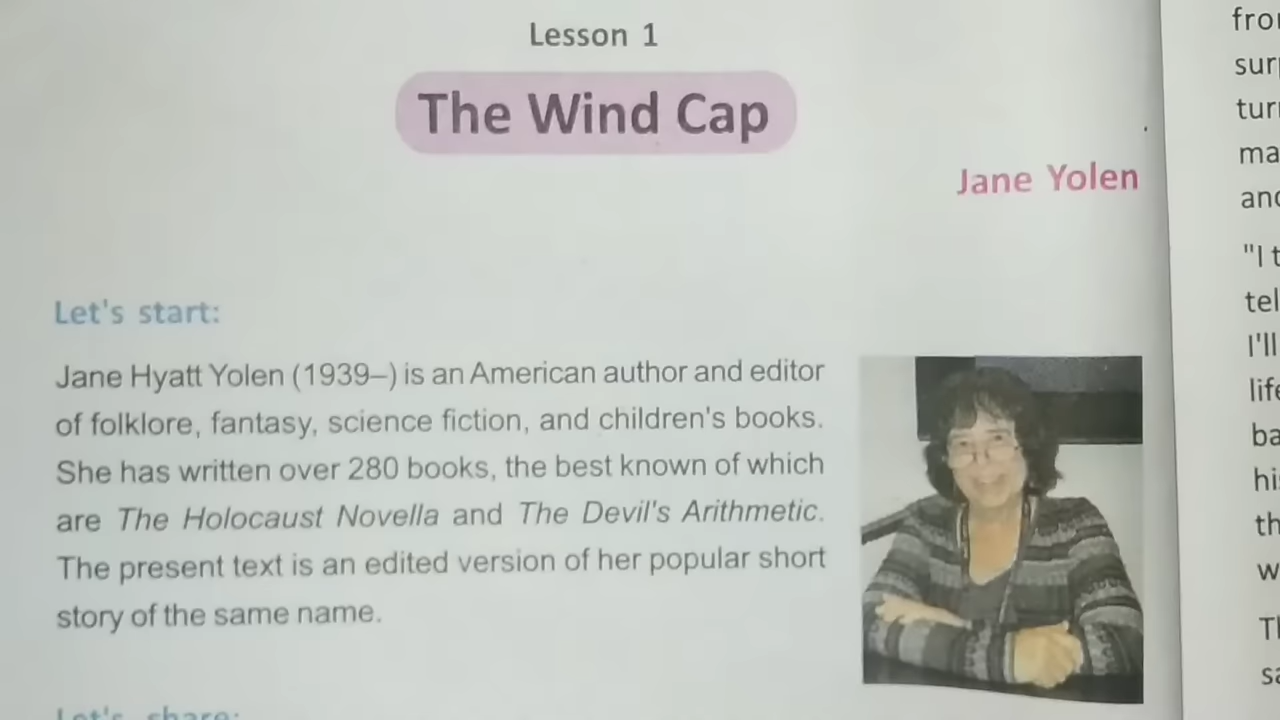 Lesson 1
The Wind Cap
Jane Yolen
Let's start:
Jane Hyatt Yolen (1939–) is an American author and editor
of folklore, fantasy, science fiction, and children's books.
She has written over 280 books, the best known of which
are The Holocaust Novella and The Devil's Arithmetic.
The present text is an edited version of her popular short
story of the same name.
Let's share:
"I t
I'll